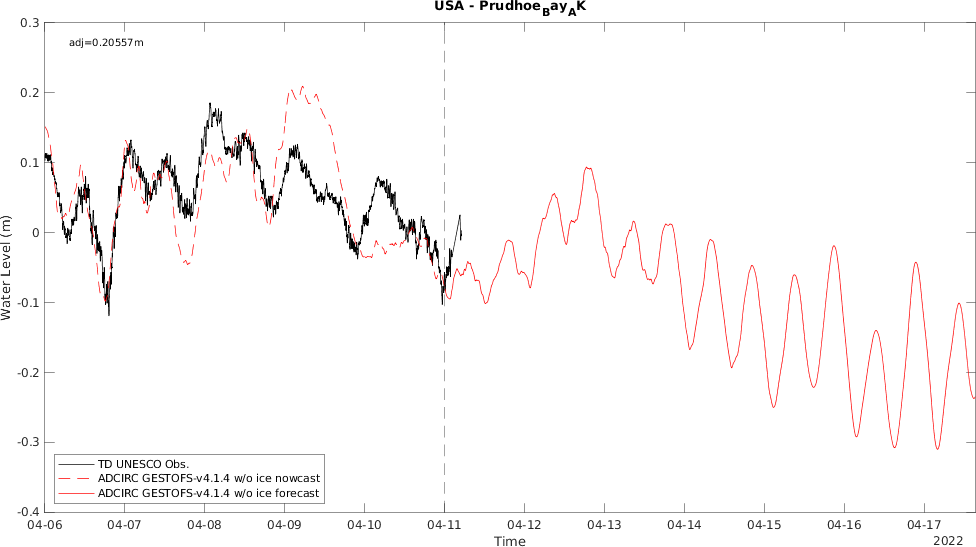 USA - Prudhoe_Bay_AK
adj=0.20557m
0.3
0.2
0.1
0
-0.1
-0.2
-0.3
-0.4
Water Level (m)
TD UNESCO Obs.
ADCIRC GESTOFS-v4.1.4 w/o ice nowcast
ADCIRC GESTOFS-v4.1.4 w/o ice forecast
04-06 04-07 04-08 04-09 04-10 04-11 04-12 04-13 04-14 04-15 04-16 04-17
Time
2022